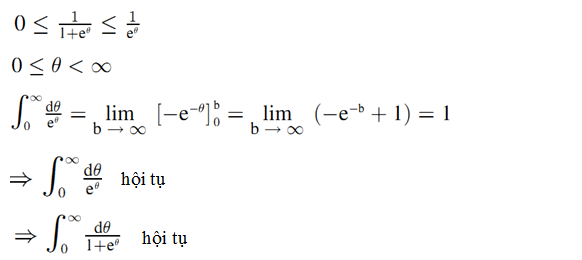 0 ≤ 1/(1+e^θ) ≤ 1/e^θ
0 ≤ θ < ∞
∫_0^∞ dθ/e^θ = lim_{b → ∞} [−e^{−θ}]_0^b = lim_{b → ∞} (−e^{−b} + 1) = 1
⇒ ∫_0^∞ dθ/e^θ hội tụ
⇒ ∫_0^∞ dθ/(1+e^θ) hội tụ